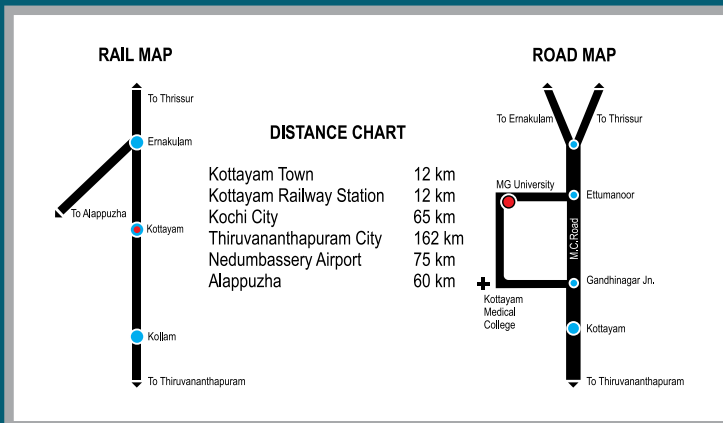 RAIL MAP
To Thrissur
Ernakulam
To Alappuzha
Kottayam
Kollam
To Thiruvananthapuram
DISTANCE CHART
Kottayam Town 12 km
Kottayam Railway Station 12 km
Kochi City 65 km
Thiruvananthapuram City 162 km
Nedumbassery Airport 75 km
Alappuzha 60 km
ROAD MAP
To Ernakulam
To Thrissur
MG University
Ettumanoor
M.C.Road
Gandhinagar Jn.
Kottayam
Medical
College
Kottayam
To Thiruvananthapuram